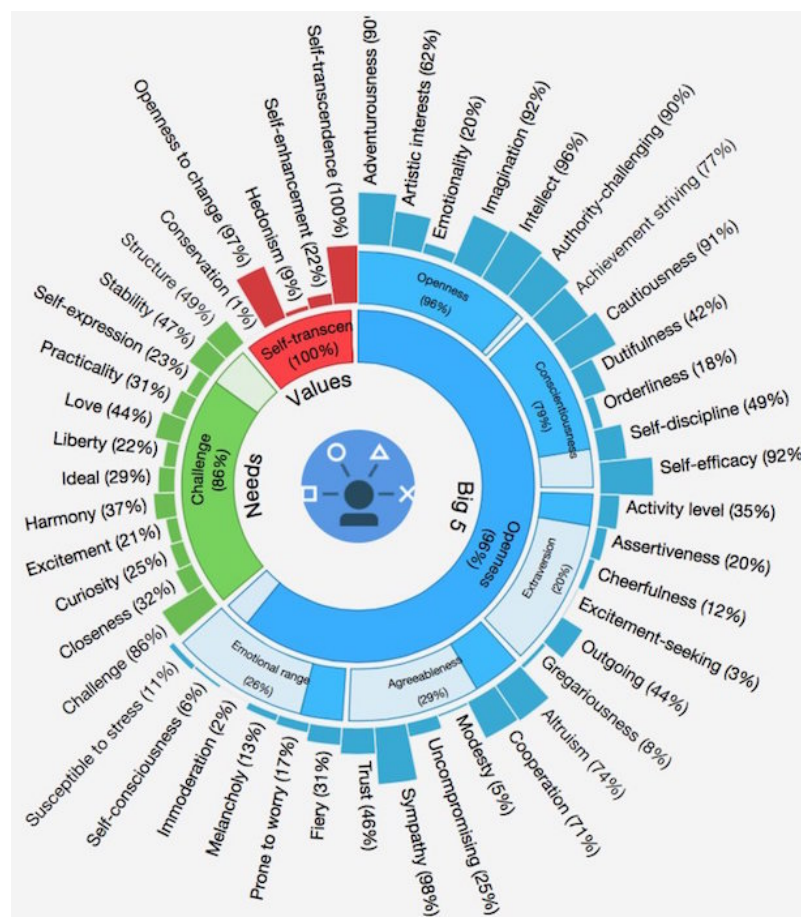 Adventurousness (90'
Artistic interests (62%)
Emotionality (20%)
Imagination (92%)
Intellect (96%)
Authority-challenging (90%)
Achievement striving (77%)
Cautiousness (91%)
Dutifulness (42%)
Orderliness (18%)
Self-discipline (49%)
Self-efficacy (92%
Activity level (35%)
Assertiveness (20%)
Cheerfulness (12%)
Excitement-seeking (3%)
Outgoing (44%)
Gregariousness (8%)
Altruism (74%)
Cooperation (71%)
Modesty (5%)
Uncompromising (25%)
Sympathy (98%)
Trust (46%)
Fiery (31%)
Prone to worry (17%)
Melancholy (13%)
Immoderation (2%)
Self-consciousness (6%)
Susceptible to stress (11%)
Challenge (86%)
Closeness (32%)
Curiosity (25%)
Excitement (21%)
Harmony (37%)
Ideal (29%)
Liberty (22%)
Love (44%)
Practicality (31%)
Self-expression (23%)
Stability (47%)
Structure (49%)
Conservation (1%)
Openness to change (97%)
Hedonism (9%)
Self-enhancement (22%)
Self-transcendence (100%)
Openness
(96%)
Conscientiousness
(79%)
Extraversion
(20%)
Agreeableness
(29%)
Emotional range
(26%)
Challenge
(86%)
Self-transcen
(100%)
Openness
(96%)
Values
Needs
Big 5